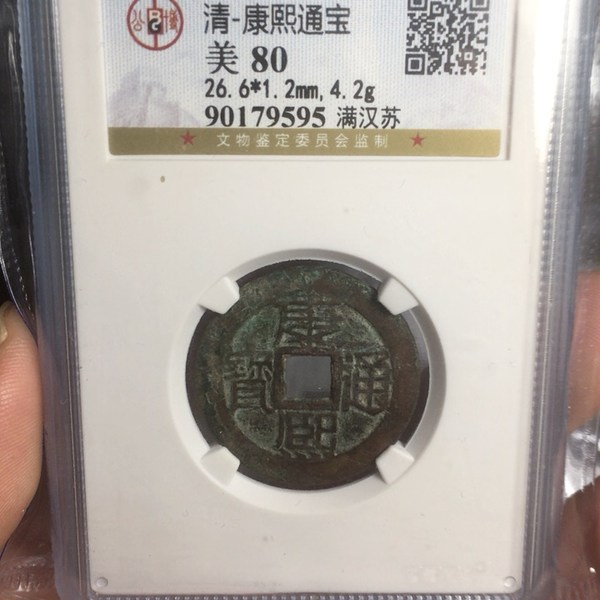 清-康熙通宝
美 80
26.6*1.2mm,4.2g
90179595 满汉苏
★ 文物鉴定委员会监制 ★
康
寳 通
熙